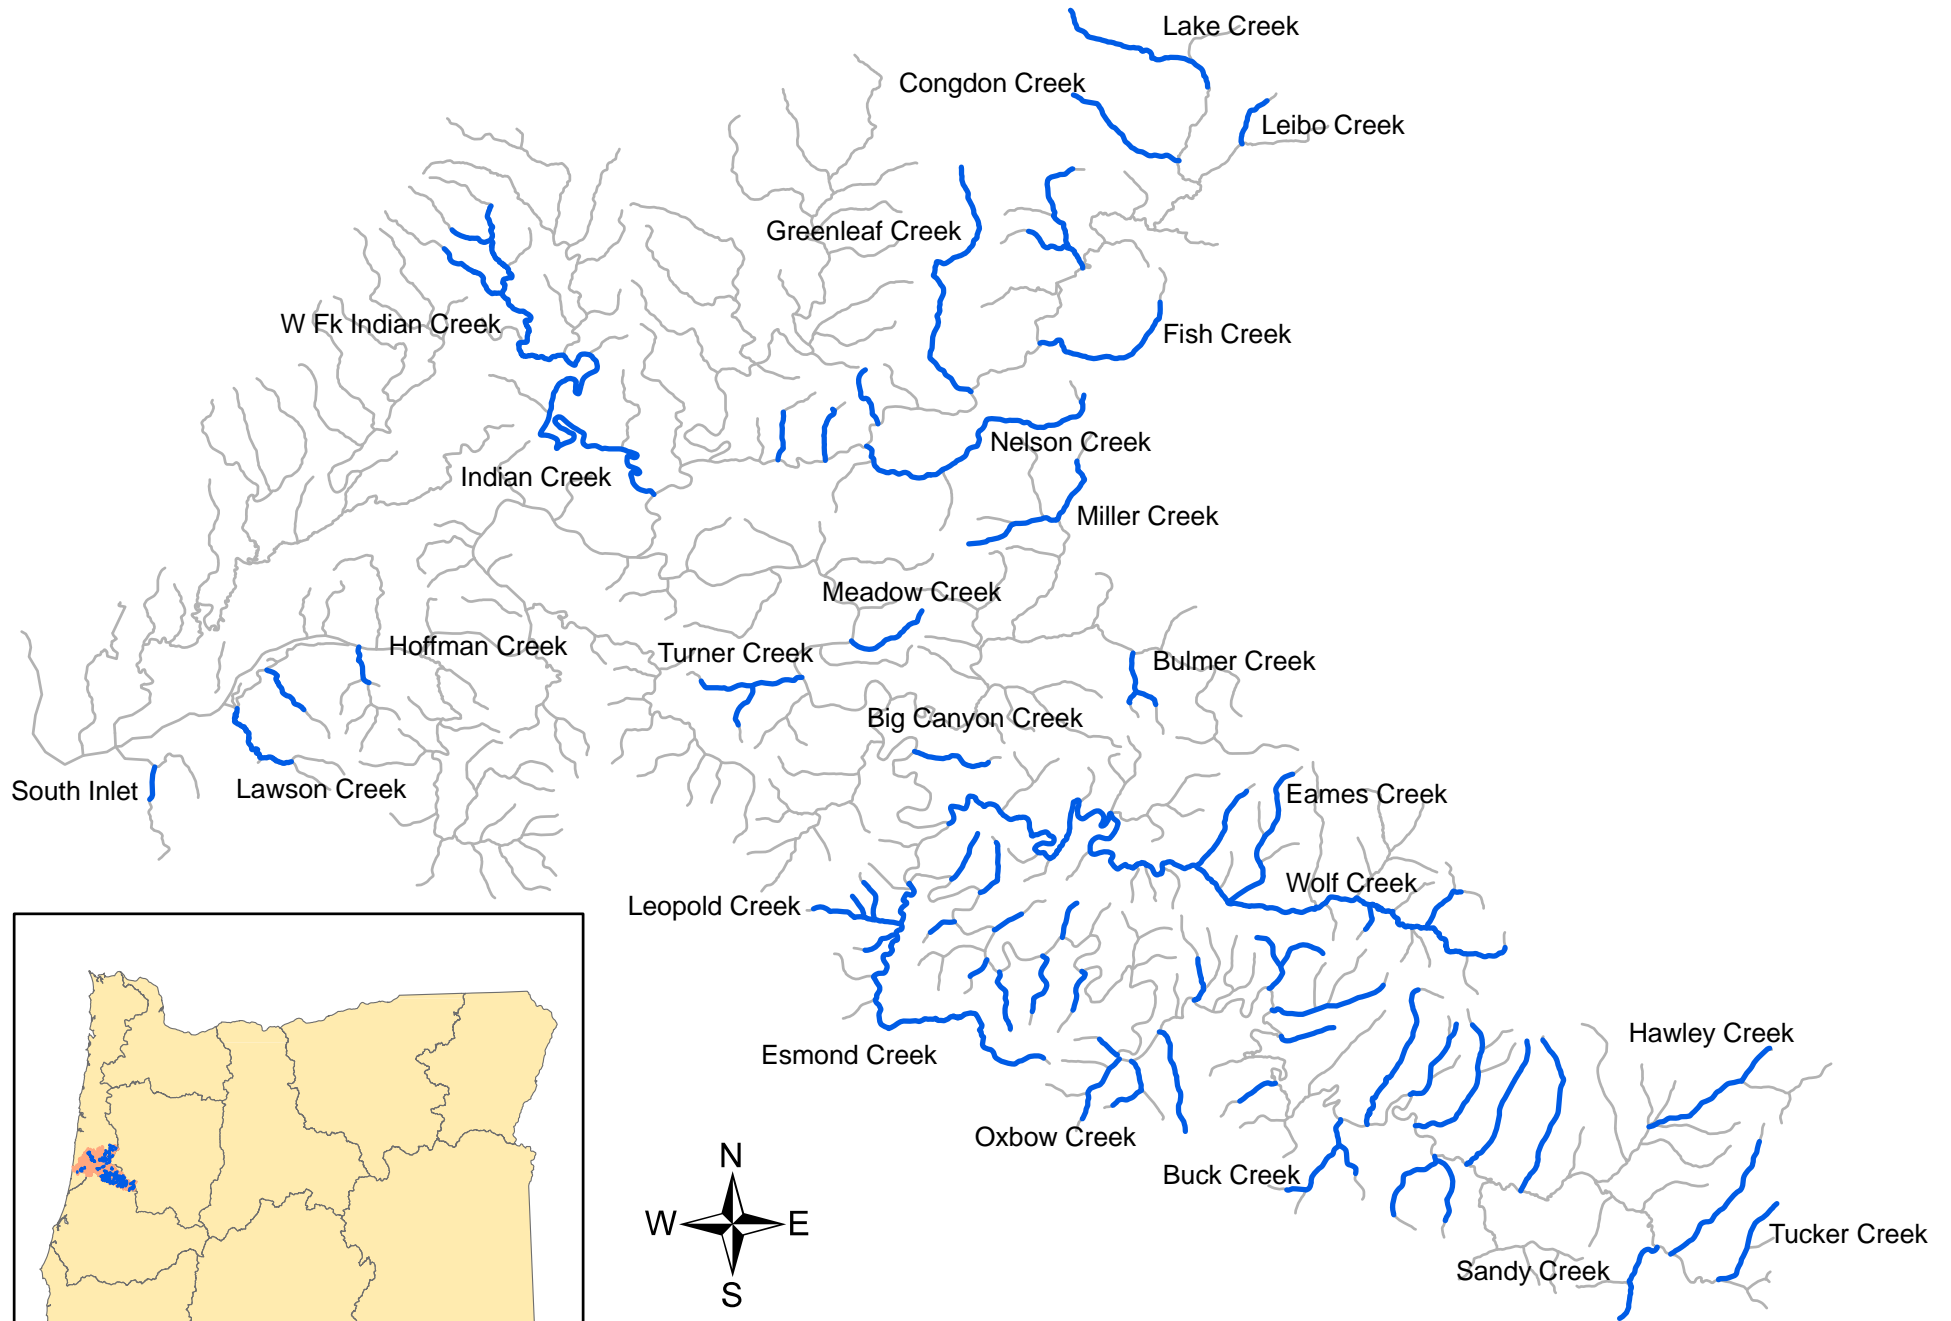 Lake Creek
Congdon Creek
Leibo Creek
Greenleaf Creek
W Fk Indian Creek
Fish Creek
Nelson Creek
Indian Creek
Miller Creek
Meadow Creek
Hoffman Creek
Turner Creek
Bulmer Creek
Big Canyon Creek
South Inlet
Lawson Creek
Eames Creek
Wolf Creek
Leopold Creek
Esmond Creek
Hawley Creek
Oxbow Creek
Buck Creek
N
W
E
S
Tucker Creek
Sandy Creek